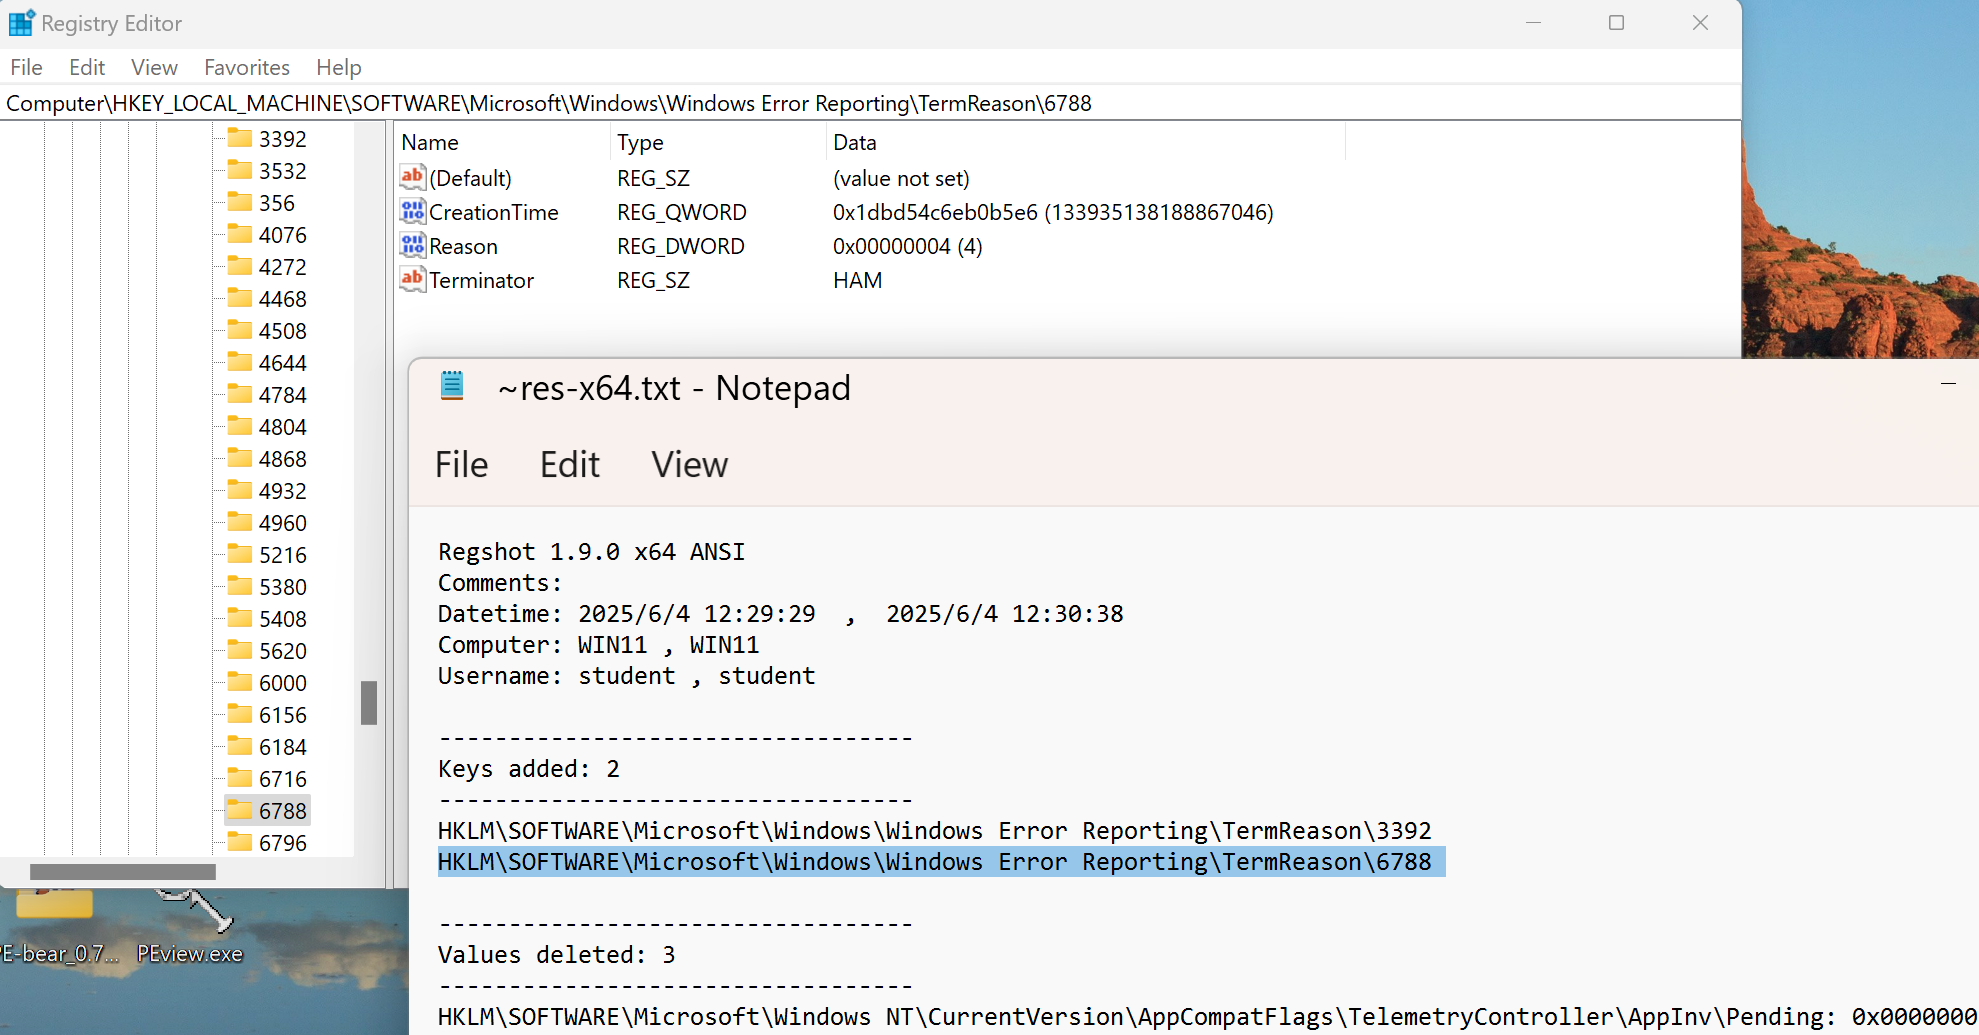 Registry Editor
File Edit View Favorites Help
Computer\HKEY_LOCAL_MACHINE\SOFTWARE\Microsoft\Windows\Windows Error Reporting\TermReason\6788
3392
3532
356
4076
4272
4468
4508
4644
4784
4804
4868
4932
4960
5216
5380
5408
5620
6000
6156
6184
6716
6788
6796
Name Type Data
(Default) REG_SZ (value not set)
CreationTime REG_QWORD 0x1dbd54c6eb0b5e6 (133935138188867046)
Reason REG_DWORD 0x00000004 (4)
Terminator REG_SZ HAM
~res-x64.txt - Notepad
File Edit View
Regshot 1.9.0 x64 ANSI
Comments:
Datetime: 2025/6/4 12:29:29 , 2025/6/4 12:30:38
Computer: WIN11 , WIN11
Username: student , student
----------------------------------
Keys added: 2
----------------------------------
HKLM\SOFTWARE\Microsoft\Windows\Windows Error Reporting\TermReason\3392
HKLM\SOFTWARE\Microsoft\Windows\Windows Error Reporting\TermReason\6788
----------------------------------
Values deleted: 3
----------------------------------
HKLM\SOFTWARE\Microsoft\Windows NT\CurrentVersion\AppCompatFlags\TelemetryController\AppInv\Pending: 0x0000000
E-bear_0.7... PEview.exe